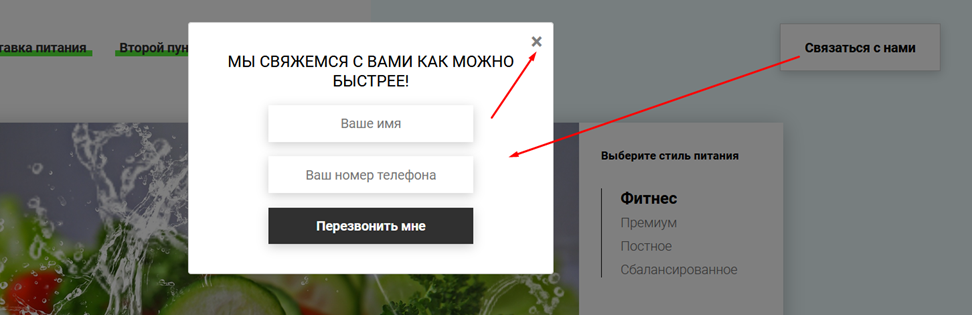 тавка питания
Второй пун
Связаться с нами
×
МЫ СВЯЖЕМСЯ С ВАМИ КАК МОЖНО
БЫСТРЕЕ!
Ваше имя
Ваш номер телефона
Перезвонить мне
Выберите стиль питания
Фитнес
Премиум
Постное
Сбалансированное